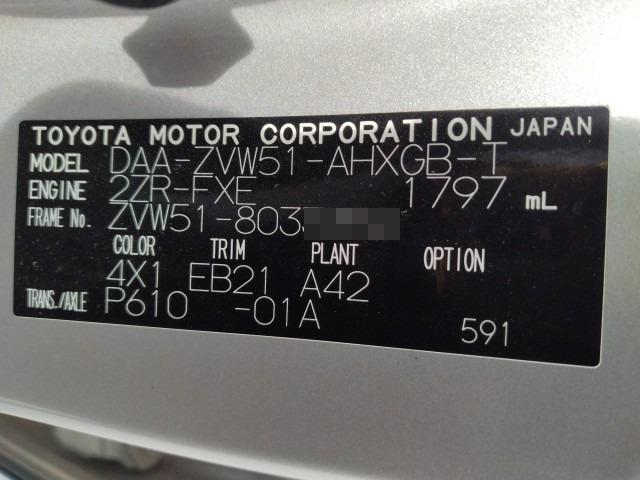 TOYOTA MOTOR CORPORATION JAPAN
MODEL DAA-ZVW51-AHXGB-T
ENGINE 2ZR-FXE 1797 mL
FRAME No. ZVW51-803
COLOR TRIM PLANT OPTION
4X1 EB21 A42
TRANS./AXLE P610 -01A
591